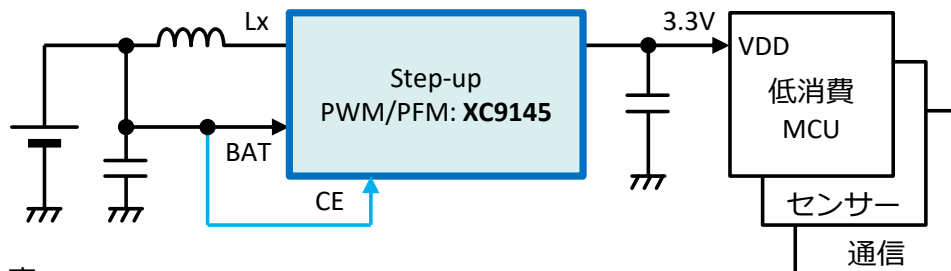 Lx
3.3V
Step-up
PWM/PFM: XC9145
BAT
CE
VDD
低消費
MCU
センサー
通信